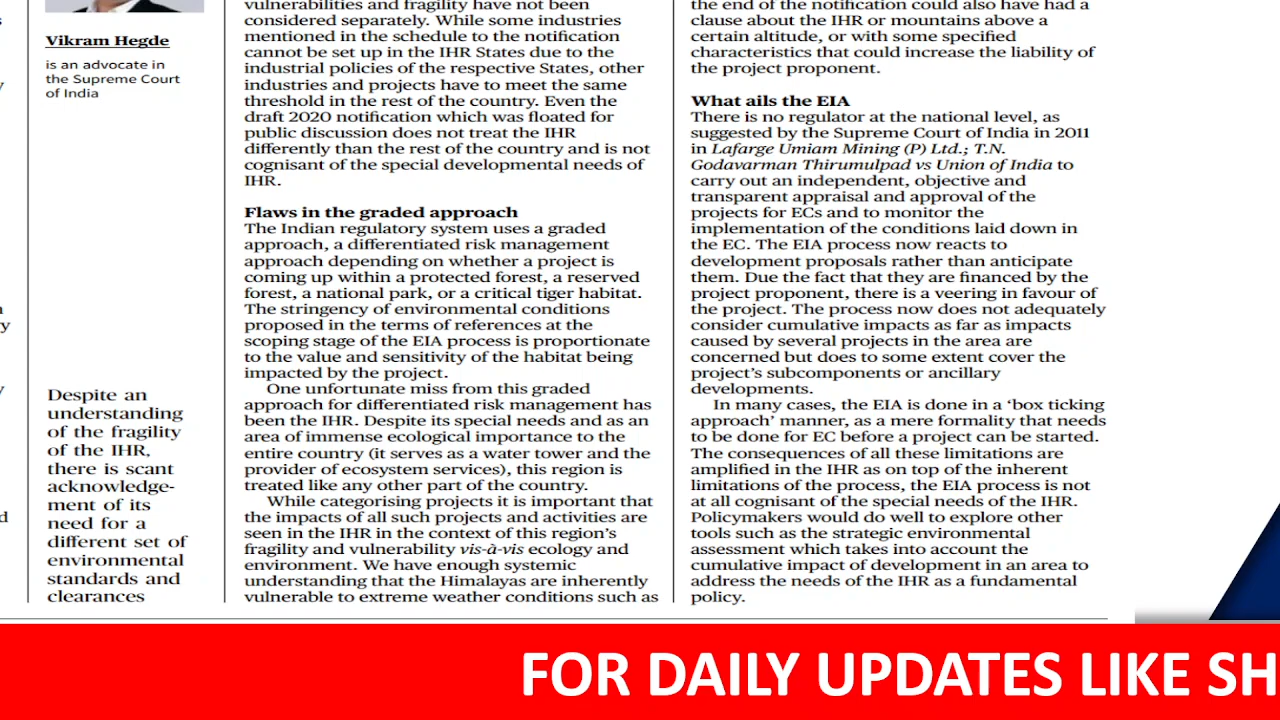 Vikram Hegde
is an advocate in
the Supreme Court
of India
Despite an
understanding
of the fragility
of the IHR,
there is scant
acknowledge-
ment of its
need for a
different set of
environmental
standards and
clearances
vulnerabilities and fragility have not been
considered separately. While some industries
mentioned in the schedule to the notification
cannot be set up in the IHR States due to the
industrial policies of the respective States, other
industries and projects have to meet the same
threshold in the rest of the country. Even the
draft 2020 notification which was floated for
public discussion does not treat the IHR
differently than the rest of the country and is not
cognisant of the special developmental needs of
IHR.
Flaws in the graded approach
The Indian regulatory system uses a graded
approach, a differentiated risk management
approach depending on whether a project is
coming up within a protected forest, a reserved
forest, a national park, or a critical tiger habitat.
The stringency of environmental conditions
proposed in the terms of references at the
scoping stage of the EIA process is proportionate
to the value and sensitivity of the habitat being
impacted by the project.
One unfortunate miss from this graded
approach for differentiated risk management has
been the IHR. Despite its special needs and as an
area of immense ecological importance to the
entire country (it serves as a water tower and the
provider of ecosystem services), this region is
treated like any other part of the country.
While categorising projects it is important that
the impacts of all such projects and activities are
seen in the IHR in the context of this region's
fragility and vulnerability vis-à-vis ecology and
environment. We have enough systemic
understanding that the Himalayas are inherently
vulnerable to extreme weather conditions such as
the end of the notification could also have had a
clause about the IHR or mountains above a
certain altitude, or with some specified
characteristics that could increase the liability of
the project proponent.
What ails the EIA
There is no regulator at the national level, as
suggested by the Supreme Court of India in 2011
in Lafarge Umiam Mining (P) Ltd.; T.N.
Godavarman Thirumulpad vs Union of India to
carry out an independent, objective and
transparent appraisal and approval of the
projects for ECs and to monitor the
implementation of the conditions laid down in
the EC. The EIA process now reacts to
development proposals rather than anticipate
them. Due the fact that they are financed by the
project proponent, there is a veering in favour of
the project. The process now does not adequately
consider cumulative impacts as far as impacts
caused by several projects in the area are
concerned but does to some extent cover the
project's subcomponents or ancillary
developments.
In many cases, the EIA is done in a 'box ticking
approach' manner, as a mere formality that needs
to be done for EC before a project can be started.
The consequences of all these limitations are
amplified in the IHR as on top of the inherent
limitations of the process, the EIA process is not
at all cognisant of the special needs of the IHR.
Policymakers would do well to explore other
tools such as the strategic environmental
assessment which takes into account the
cumulative impact of development in an area to
address the needs of the IHR as a fundamental
policy.
FOR DAILY UPDATES LIKE SH